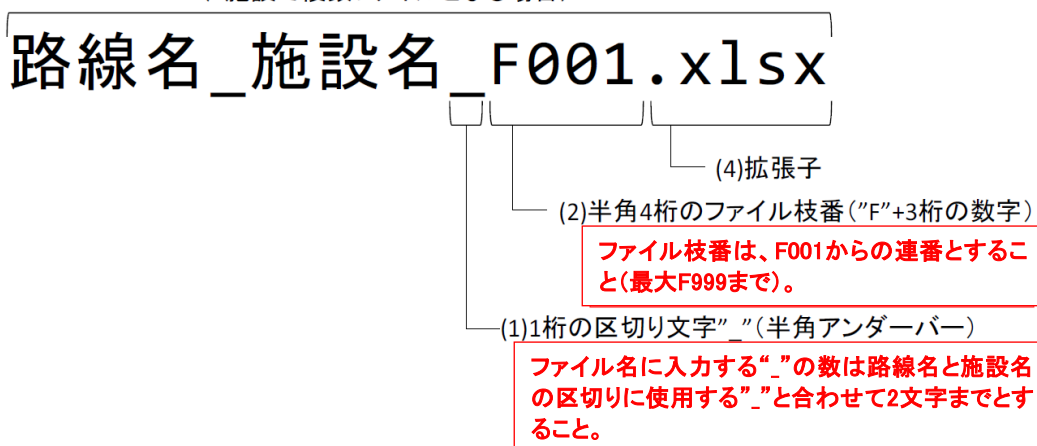 路線名_施設名_F001.xlsx
(4)拡張子
(2)半角4桁のファイル枝番("F"+3桁の数字)
ファイル枝番は、F001からの連番とするこ
と(最大F999まで)。
(1)1桁の区切り文字"_"(半角アンダーバー)
ファイル名に入力する“_”の数は路線名と施設名
の区切りに使用する”_”と合わせて2文字までとす
ること。